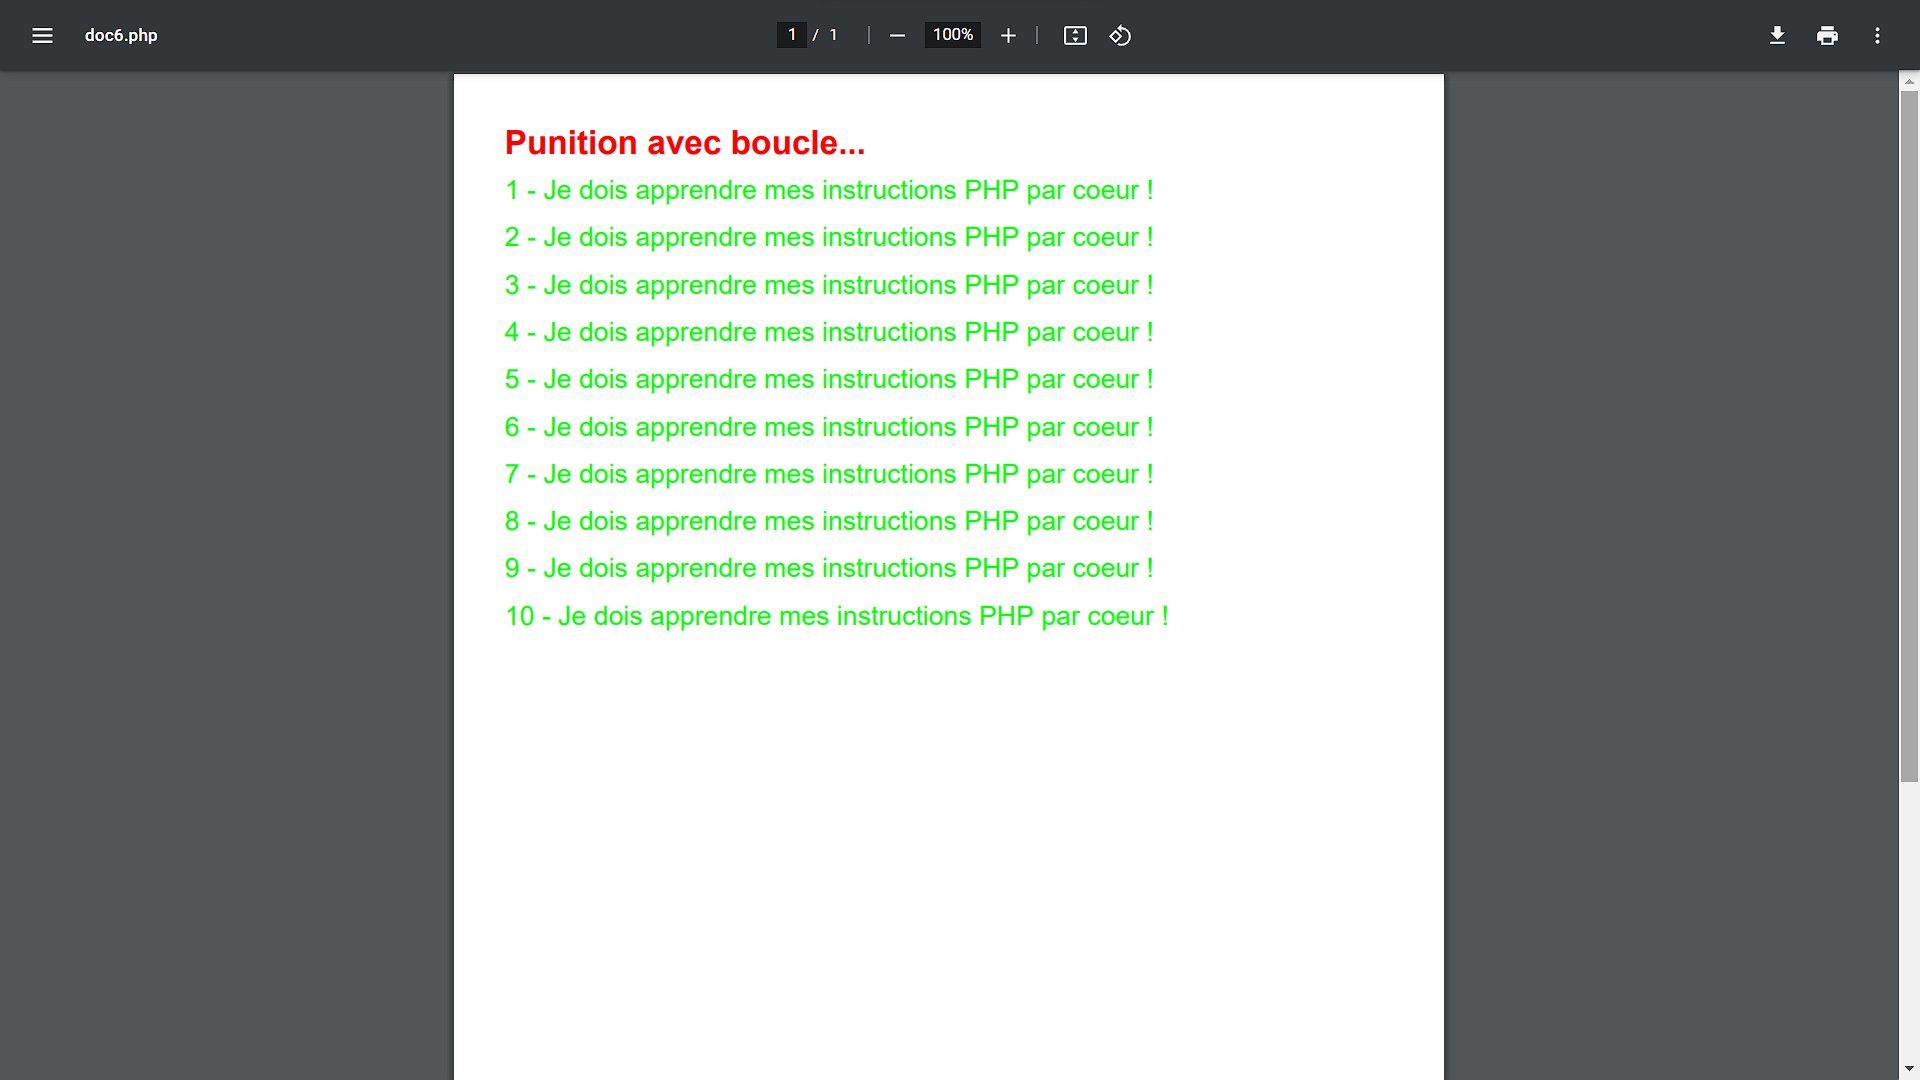 doc6.php
1 / 1
100%
Punition avec boucle...
1 - Je dois apprendre mes instructions PHP par coeur !
2 - Je dois apprendre mes instructions PHP par coeur !
3 - Je dois apprendre mes instructions PHP par coeur !
4 - Je dois apprendre mes instructions PHP par coeur !
5 - Je dois apprendre mes instructions PHP par coeur !
6 - Je dois apprendre mes instructions PHP par coeur !
7 - Je dois apprendre mes instructions PHP par coeur !
8 - Je dois apprendre mes instructions PHP par coeur !
9 - Je dois apprendre mes instructions PHP par coeur !
10 - Je dois apprendre mes instructions PHP par coeur !